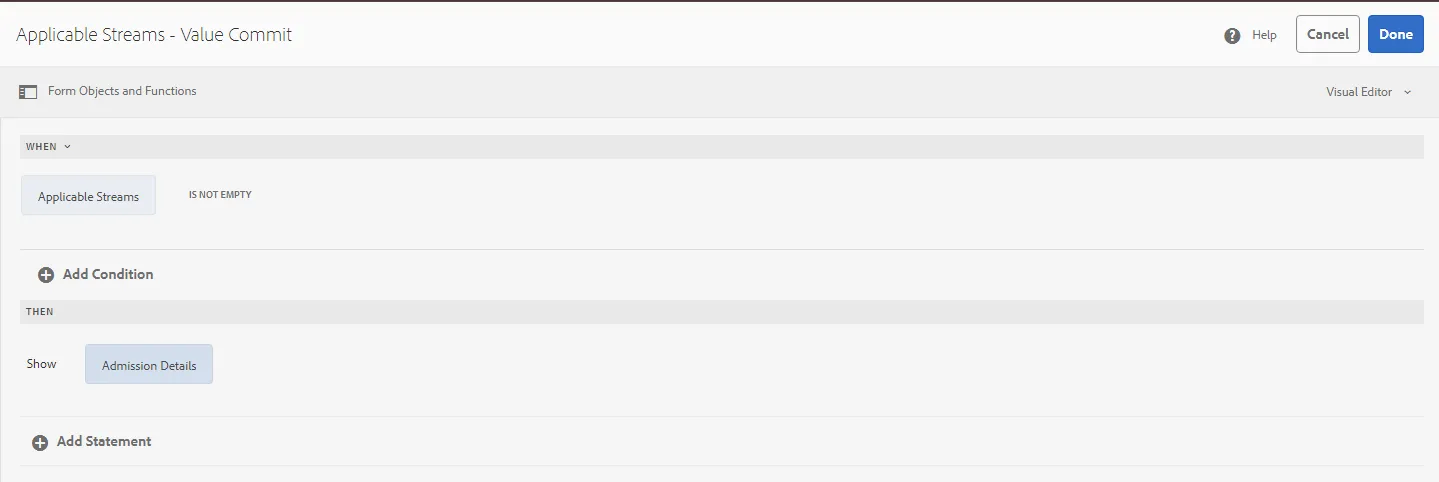 Applicable Streams - Value Commit
Help
Cancel
Done
Form Objects and Functions
Visual Editor
WHEN
Applicable Streams
IS NOT EMPTY
Add Condition
THEN
Show
Admission Details
Add Statement